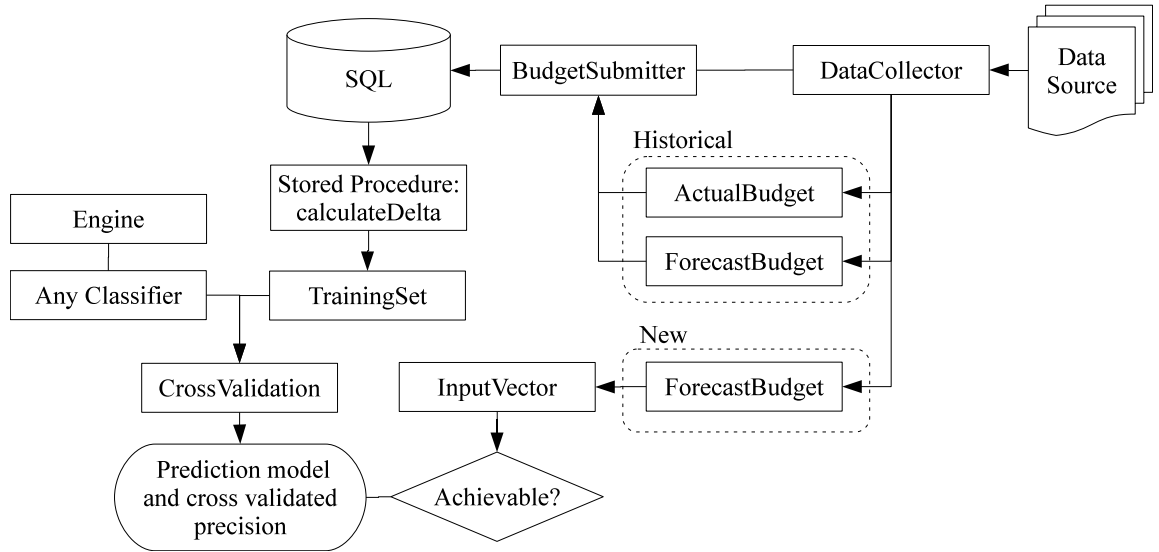 SQL
BudgetSubmitter
DataCollector
Data
Source
Historical
Stored Procedure:
calculateDelta
ActualBudget
Engine
ForecastBudget
Any Classifier
TrainingSet
New
CrossValidation
InputVector
ForecastBudget
Prediction model
and cross validated
precision
Achievable?